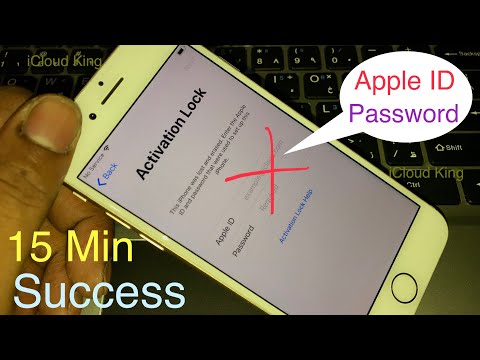 iCloud King
Apple ID
Password
iCloud King
No Service
Back
Activation Lock
This iPhone was lost and erased. Enter the Apple
ID and password that were used to set up this
iPhone.
Apple ID
Password
Required
Activation Lock Help
15 Min
Success